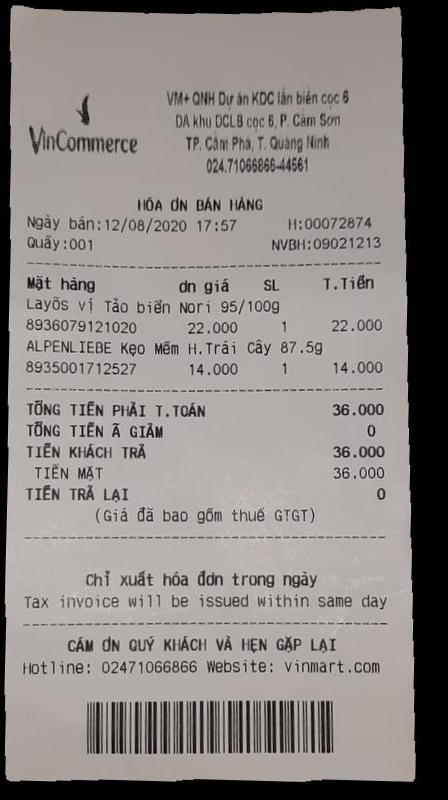 VinCommerce
VM+ QNH Dự án KDC lấn biển cọc 6
DA khu DCLB cọc 6, P. Cẩm Sơn
TP. Cẩm Phả, T. Quảng Ninh
024.71066866-44561
HÓA ƠN BÁN HÀNG
Ngày bán:12/08/2020 17:57 H:00072874
Quầy:001 NVBH:09021213
Mặt hàng ơn giá SL T.Tiền
Layõs vị Tảo biển Nori 95/100g
8936079121020 22.000 1 22.000
ALPENLIEBE Kẹo Mềm H.Trái Cây 87.5g
8935001712527 14.000 1 14.000
TỔNG TIỀN PHẢI T.TOÁN 36.000
TỔNG TIỀN Ã GIẢM 0
TIỀN KHÁCH TRẢ 36.000
TIỀN MẶT 36.000
TIỀN TRẢ LẠI 0
(Giá đã bao gồm thuế GTGT)
Chỉ xuất hóa đơn trong ngày
Tax invoice will be issued within same day
CÁM ƠN QUÝ KHÁCH VÀ HẸN GẶP LẠI
Hotline: 02471066866 Website: vinmart.com